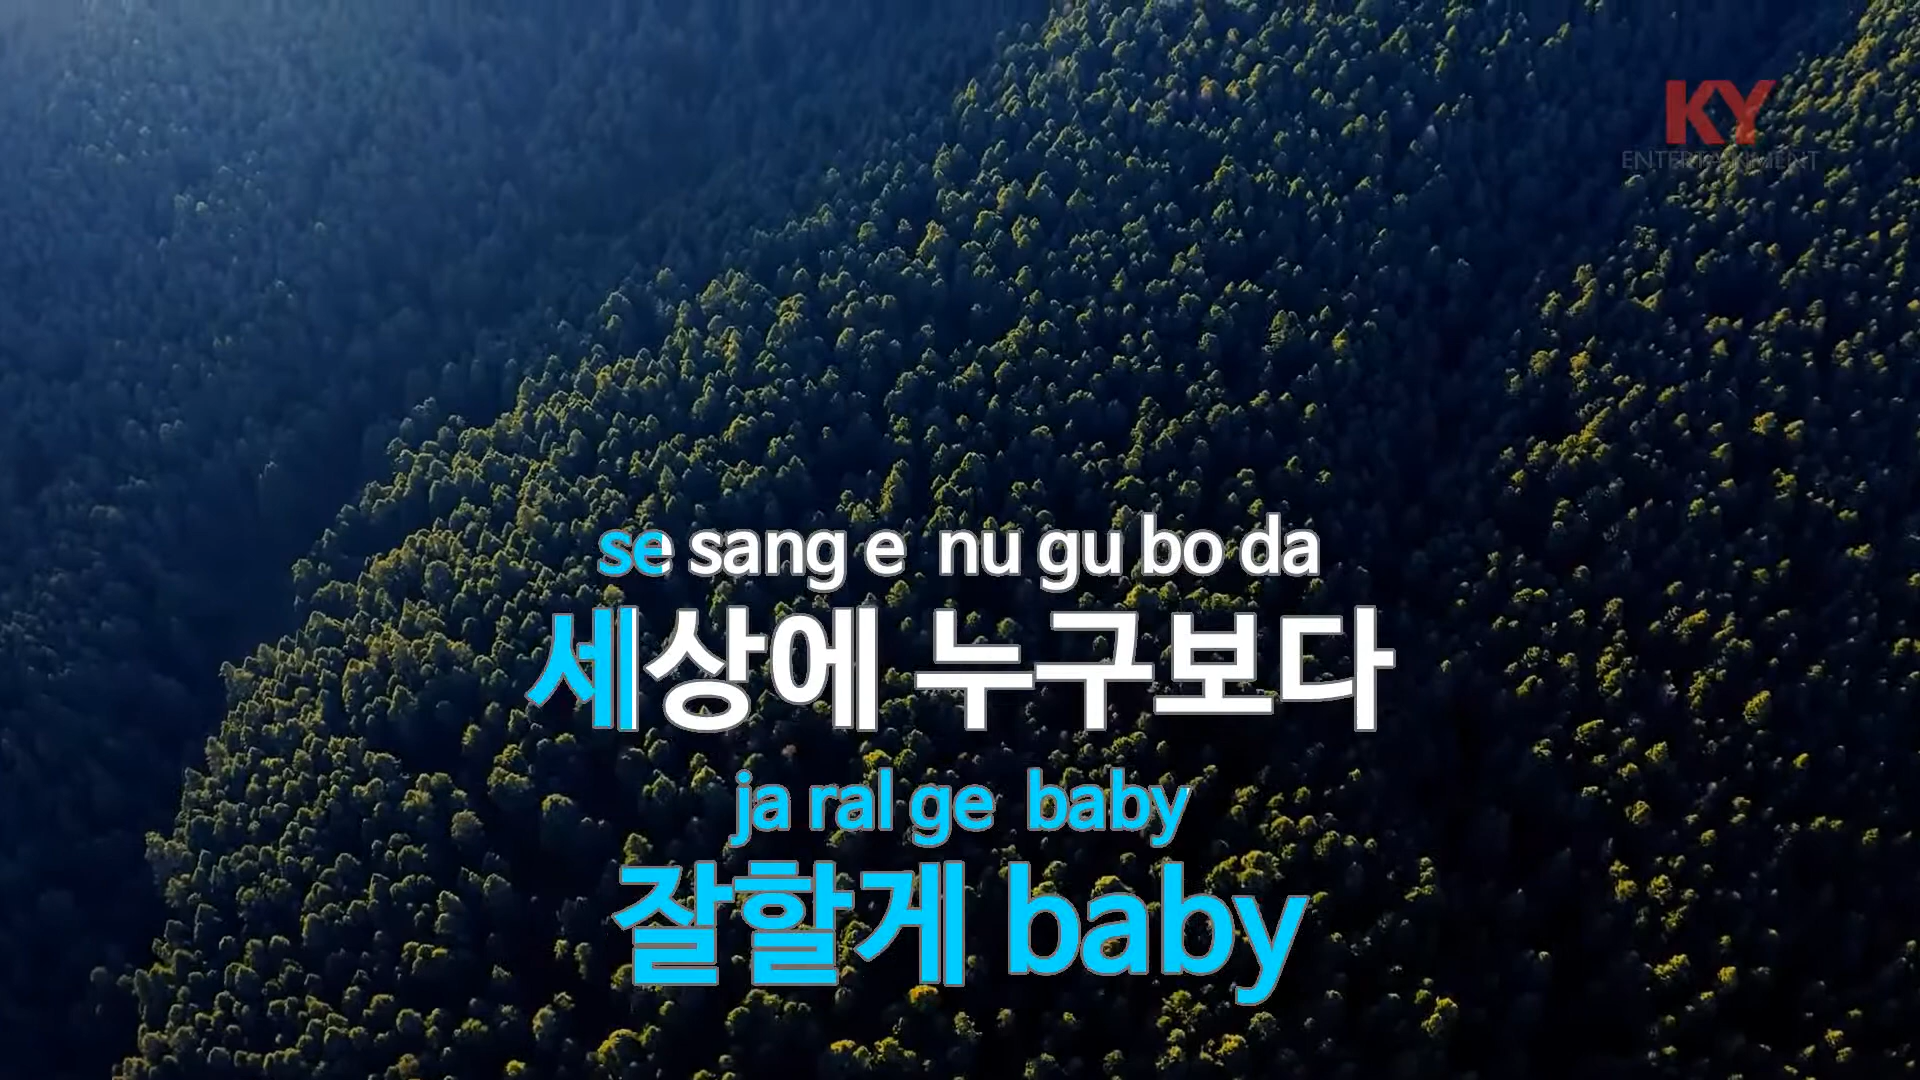 KY
ENTERTAINMENT
se sang e nu gu bo da
세상에 누구보다
ja ral ge baby
잘할게 baby